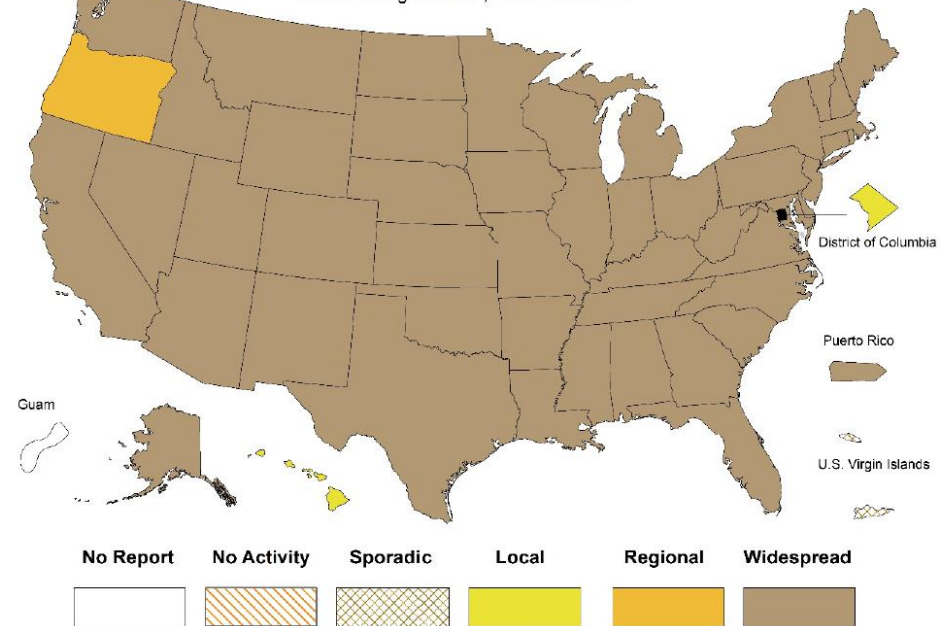 District of Columbia
Puerto Rico
Guam
U.S. Virgin Islands
No Report No Activity Sporadic Local Regional Widespread